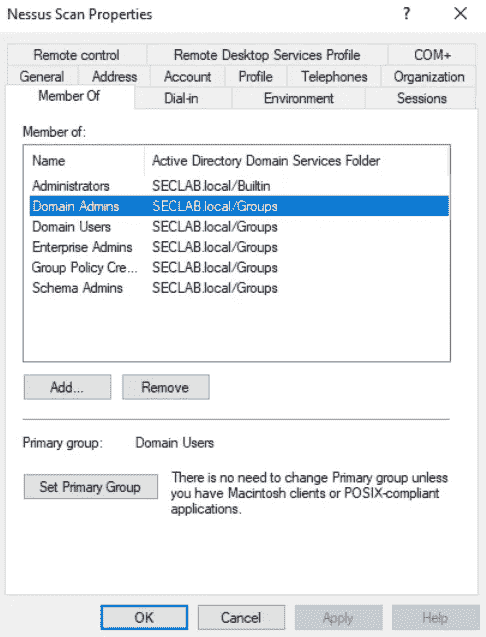 Nessus Scan Properties ? ×
Remote control Remote Desktop Services Profile COM+
General Address Account Profile Telephones Organization
Member Of Dial-in Environment Sessions
Member of:
Name Active Directory Domain Services Folder
Administrators SECLAB.local/Builtin
Domain Admins SECLAB.local/Groups
Domain Users SECLAB.local/Groups
Enterprise Admins SECLAB.local/Groups
Group Policy Cre... SECLAB.local/Groups
Schema Admins SECLAB.local/Groups
Add... Remove
Primary group: Domain Users
Set Primary Group
There is no need to change Primary group unless
you have Macintosh clients or POSIX-compliant
applications.
OK Cancel Apply Help